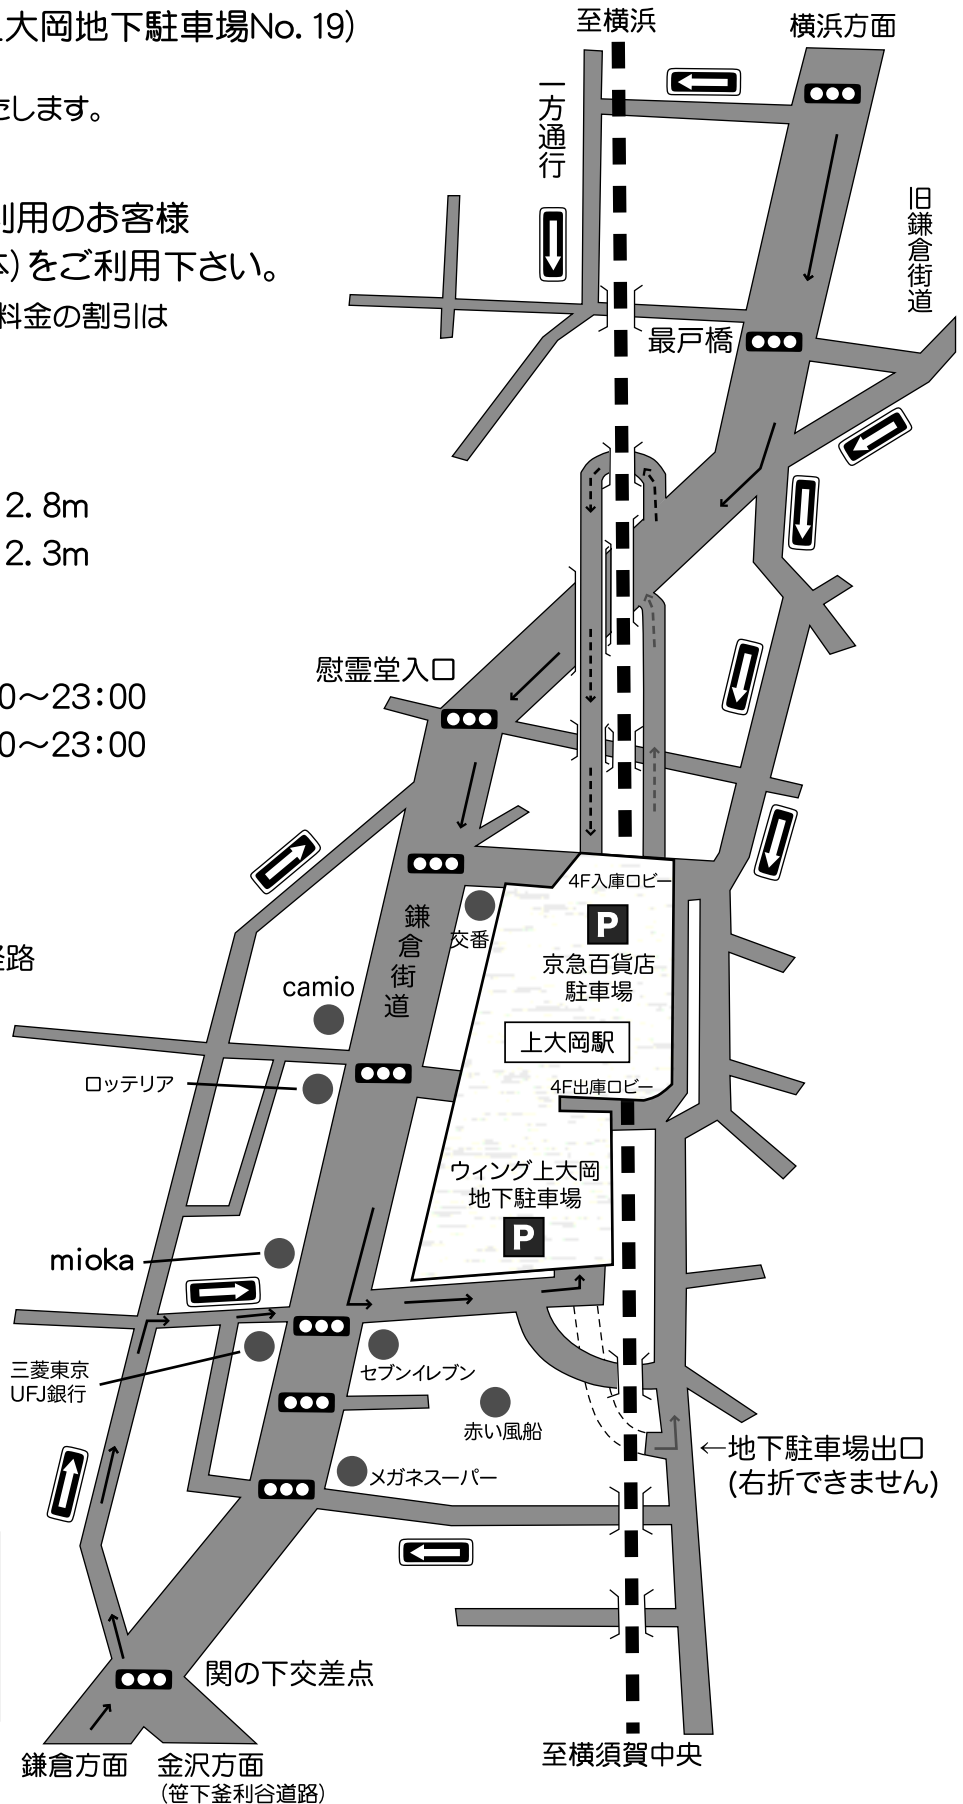 大岡地下駐車場No.19)
至横浜
横浜方面
たします。
一方通行
利用のお客様
旧鎌倉街道
本)をご利用下さい。
料金の割引は
最戸橋
2.8m
2.3m
慰霊堂入口
0～23:00
0～23:00
4F入庫ロビー
P
鎌倉街道
交番
京急百貨店
駐車場
路
camio
上大岡駅
ロッテリア
4F出庫ロビー
ウィング上大岡
地下駐車場
P
mioka
三菱東京
UFJ銀行
セブンイレブン
赤い風船
←地下駐車場出口
(右折できません)
メガネスーパー
関の下交差点
鎌倉方面
金沢方面
(笹下釜利谷道路)
至横須賀中央